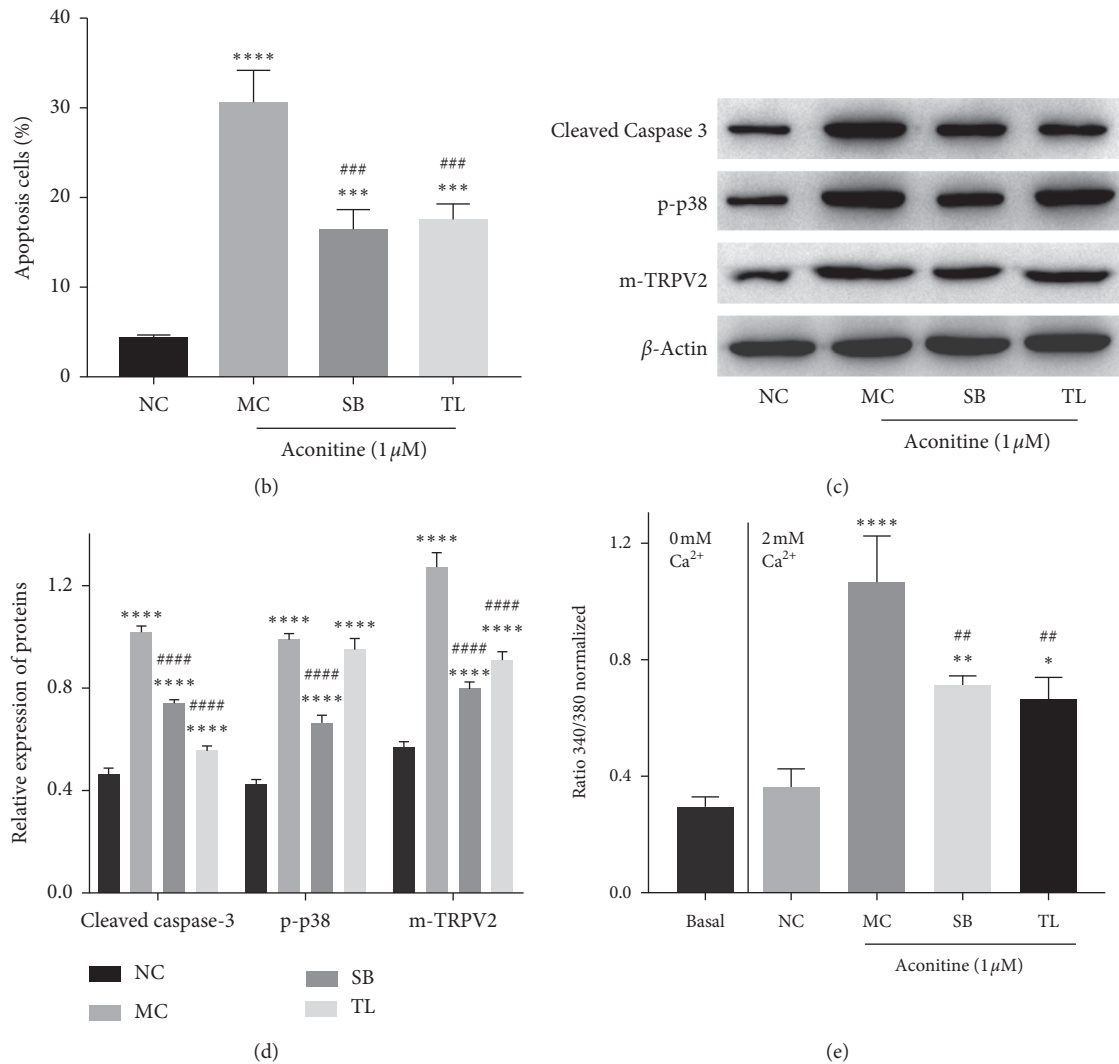 40
30
20
10
0
Apoptosis cells (%)
****
###
***
###
***
NC MC SB TL
Aconitine (1 μM)
(b)
Cleaved Caspase 3
p-p38
m-TRPV2
β-Actin
NC MC SB TL
Aconitine (1 μM)
(c)
1.2
0.8
0.4
0.0
Relative expression of proteins
****
####
****
####
****
****
####
****
****
****
####
****
####
****
Cleaved caspase-3 p-p38 m-TRPV2
NC SB
MC TL
(d)
1.2
0.8
0.4
0.0
Ratio 340/380 normalized
0 mM
Ca2+
2 mM
Ca2+
****
##
**
##
*
Basal NC MC SB TL
Aconitine (1 μM)
(e)